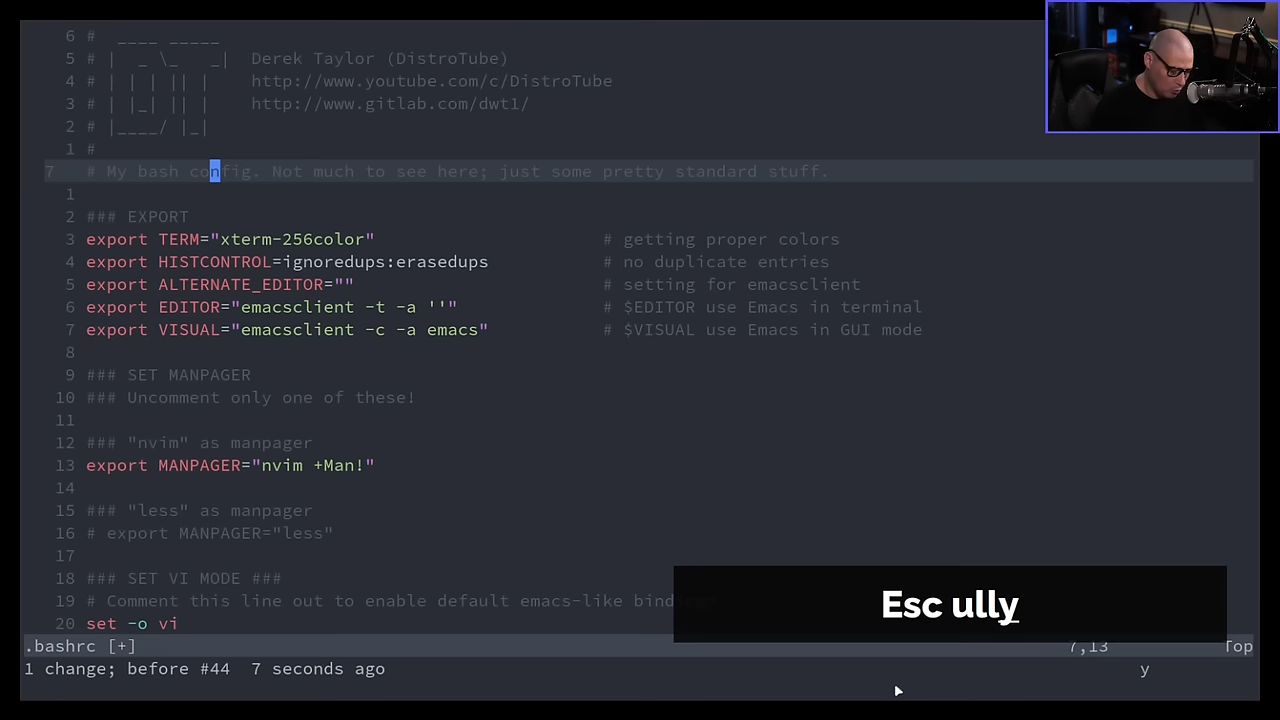 6 #  ____ _____
5 # |  _ \_   _|  Derek Taylor (DistroTube)
4 # | | | || |    http://www.youtube.com/c/DistroTube
3 # | |_| || |    http://www.gitlab.com/dwt1/
2 # |____/ |_|
1 #
7 # My bash config. Not much to see here; just some pretty standard stuff.
1
2 ### EXPORT
3 export TERM="xterm-256color" # getting proper colors
4 export HISTCONTROL=ignoredups:erasedups # no duplicate entries
5 export ALTERNATE_EDITOR="" # setting for emacsclient
6 export EDITOR="emacsclient -t -a ''" # $EDITOR use Emacs in terminal
7 export VISUAL="emacsclient -c -a emacs" # $VISUAL use Emacs in GUI mode
8
9 ### SET MANPAGER
10 ### Uncomment only one of these!
11
12 ### "nvim" as manpager
13 export MANPAGER="nvim +Man!"
14
15 ### "less" as manpager
16 # export MANPAGER="less"
17
18 ### SET VI MODE ###
19 # Comment this line out to enable default emacs-like bindings
20 set -o vi
Esc ully
.bashrc [+] 7,13 Top
1 change; before #44  7 seconds ago y